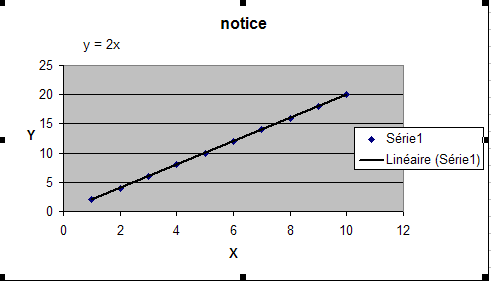 notice
y = 2x
25
20
15
10
5
0
Y
0 2 4 6 8 10 12
X
Série1
Linéaire (Série1)